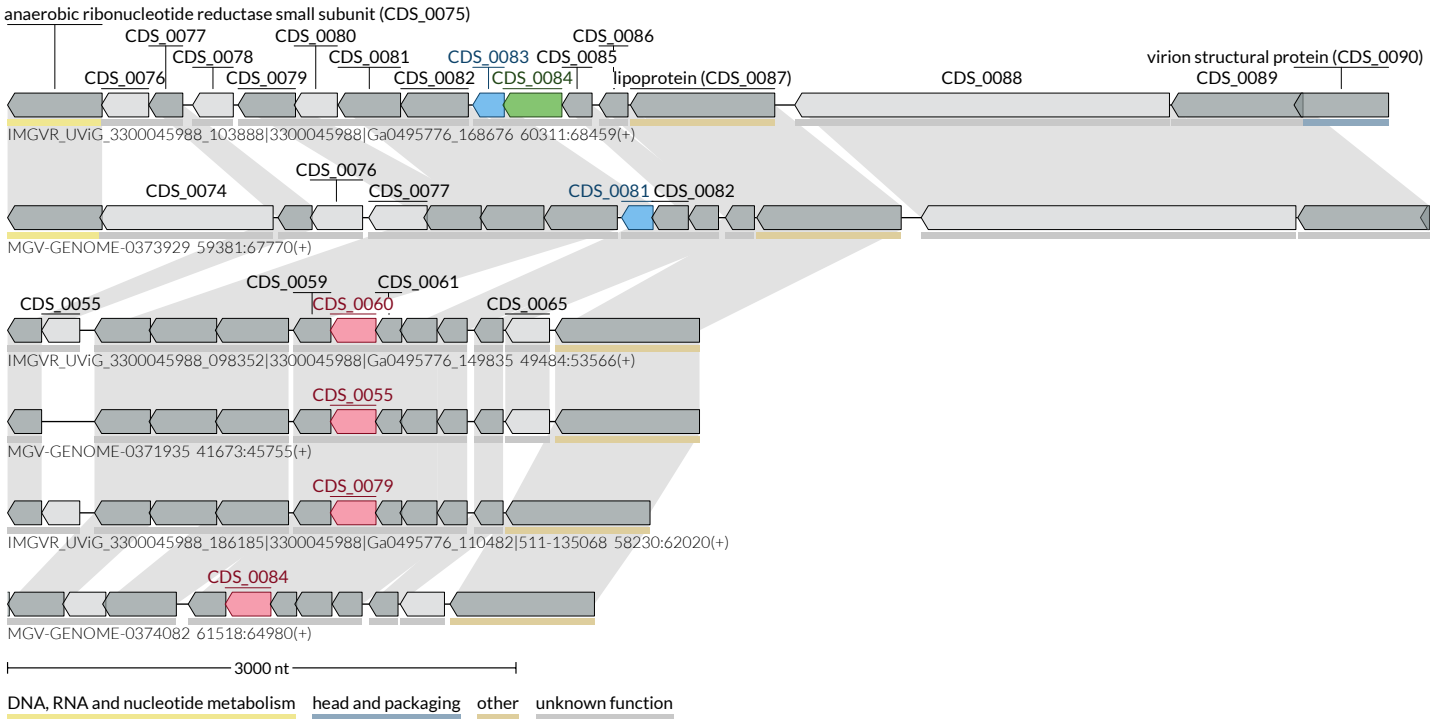 anaerobic ribonucleotide reductase small subunit (CDS_0075)
CDS_0077 CDS_0080 CDS_0086
CDS_0078 CDS_0081 CDS_0083 CDS_0085 virion structural protein (CDS_0090)
CDS_0076 CDS_0079 CDS_0082 CDS_0084 lipoprotein (CDS_0087) CDS_0088 CDS_0089
IMGVR_UViG_3300045988_103888|3300045988|Ga0495776_168676 60311:68459(+)
CDS_0076
CDS_0074 CDS_0077 CDS_0081 CDS_0082
MGV-GENOME-0373929 59381:67770(+)
CDS_0059 CDS_0061
CDS_0055 CDS_0060 CDS_0065
IMGVR_UViG_3300045988_098352|3300045988|Ga0495776_149835 49484:53566(+)
CDS_0055
MGV-GENOME-0371935 41673:45755(+)
CDS_0079
IMGVR_UViG_3300045988_186185|3300045988|Ga0495776_110482|511-135068 58230:62020(+)
CDS_0084
MGV-GENOME-0374082 61518:64980(+)
3000 nt
DNA, RNA and nucleotide metabolism head and packaging other unknown function